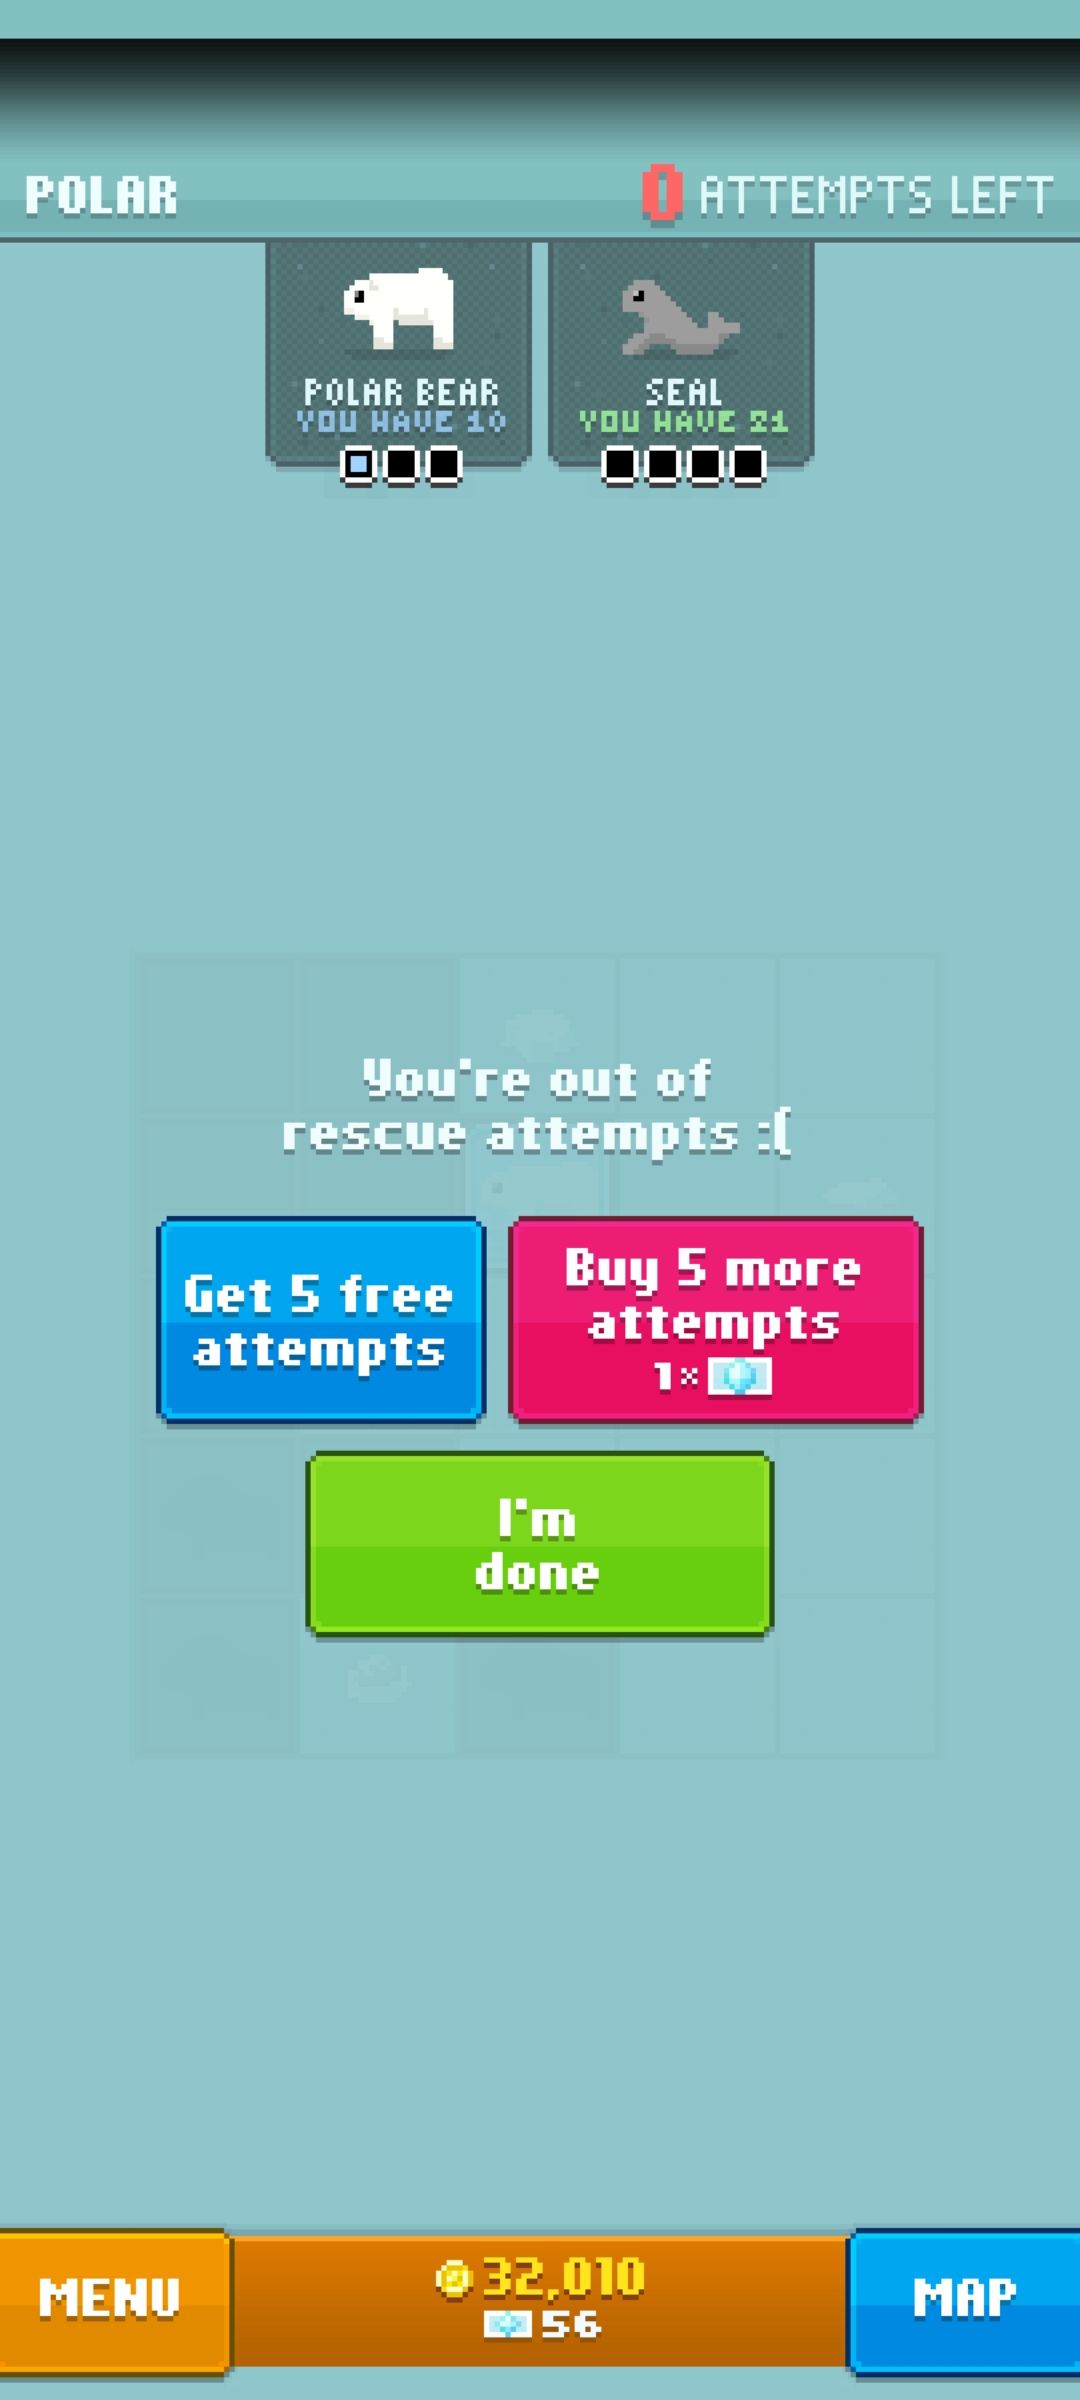 POLAR
0 ATTEMPTS LEFT
POLAR BEAR
YOU HAVE 10
SEAL
YOU HAVE 21
You're out of
rescue attempts :(
Get 5 free
attempts
Buy 5 more
attempts
1×
I'm
done
MENU
32,010
56
MAP